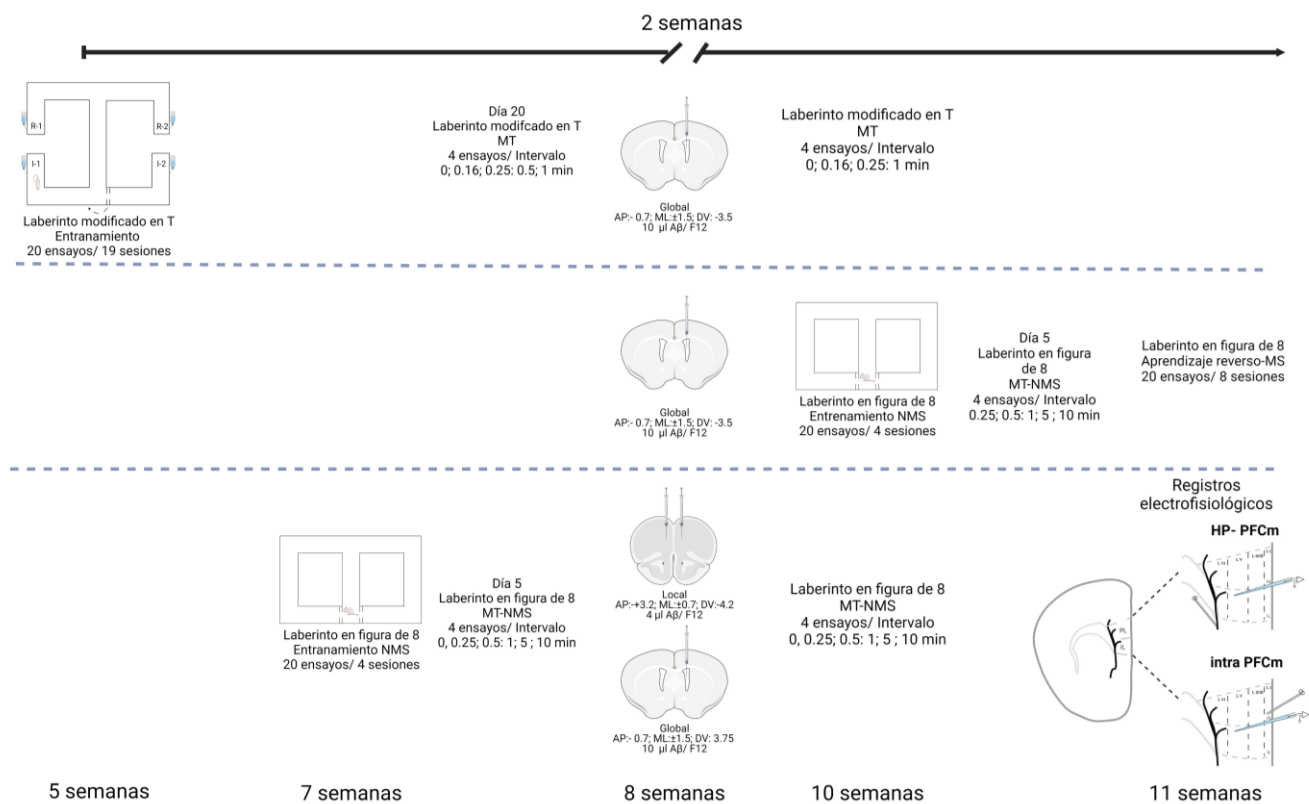 2 semanas
R-1
R-2
I-1
I-2
Laberinto modificado en T
Entranamiento
20 ensayos/ 19 sesiones
Día 20
Laberinto modifcado en T
MT
4 ensayos/ Intervalo
0; 0.16; 0.25: 0.5; 1 min
Global
AP:- 0.7; ML:±1.5; DV: -3.5
10 µl Aβ/ F12
Laberinto modificado en T
MT
4 ensayos/ Intervalo
0; 0.16; 0.25: 1 min
Global
AP:- 0.7; ML:±1.5; DV: -3.5
10 µl Aβ/ F12
Laberinto en figura de 8
Entrenamiento NMS
20 ensayos/ 4 sesiones
Día 5
Laberinto en figura
de 8
MT-NMS
4 ensayos/ Intervalo
0.25; 0.5: 1; 5 ; 10 min
Laberinto en figura de 8
Aprendizaje reverso-MS
20 ensayos/ 8 sesiones
Laberinto en figura de 8
Entranamiento NMS
20 ensayos/ 4 sesiones
Día 5
Laberinto en figura de 8
MT-NMS
4 ensayos/ Intervalo
0, 0.25; 0.5: 1; 5 ; 10 min
Local
AP:-+3.2; ML:±0.7; DV:-4.2
4 µl Aβ/ F12
Global
AP:- 0.7; ML:±1.5; DV: 3.75
10 µl Aβ/ F12
Laberinto en figura de 8
MT-NMS
4 ensayos/ Intervalo
0, 0.25; 0.5: 1; 5 ; 10 min
Registros
electrofisiológicos
HP- PFCm
PL
IL
intra PFCm
5 semanas
7 semanas
8 semanas
10 semanas
11 semanas